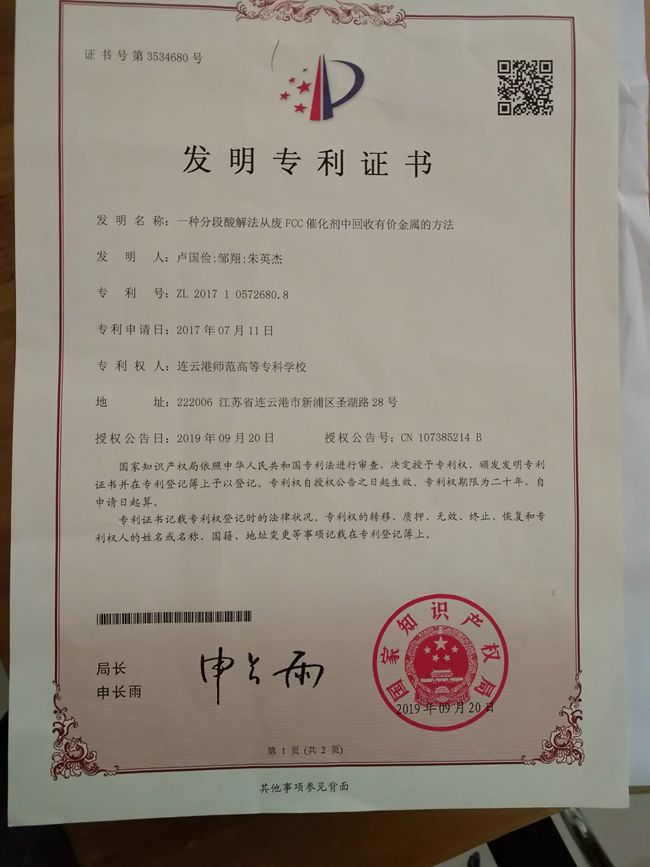 证书号第3534680号
发明专利证书
发明名称：一种分段酸解法从废FCC催化剂中回收有价金属的方法
发明人：卢国俭;邹翔;朱英杰
专利号：ZL 2017 1 0572680.8
专利申请日：2017年07月11日
专利权人：连云港师范高等专科学校
地址：222006 江苏省连云港市新浦区圣湖路28号
授权公告日：2019年09月20日 授权公告号：CN 107385214 B
国家知识产权局依照中华人民共和国专利法进行审查，决定授予专利权，颁发发明专利
证书并在专利登记簿上予以登记。专利权自授权公告之日起生效。专利权期限为二十年，自
申请日起算。
专利证书记载专利权登记时的法律状况。专利权的转移、质押、无效、终止、恢复和专
利权人的姓名或名称、国籍、地址变更等事项记载在专利登记簿上。
局长
申长雨
申长雨
国家知识产权局
2019年09月20日
第 1 页 (共 2 页)
其他事项参见背面